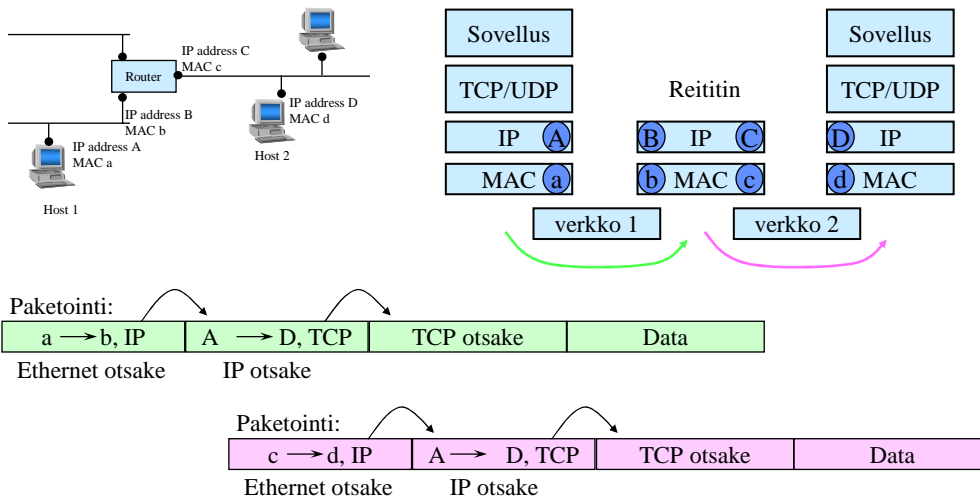 IP address C
MAC c
Router
IP address B
MAC b
IP address D
MAC d
IP address A
MAC a
Host 2
Host 1
Sovellus
Sovellus
TCP/UDP
Reititin
TCP/UDP
IP A
B IP C
D IP
MAC a
b MAC c
d MAC
verkko 1
verkko 2
Paketointi:
a → b, IP
A → D, TCP
TCP otsake
Data
Ethernet otsake
IP otsake
Paketointi:
c → d, IP
A → D, TCP
TCP otsake
Data
Ethernet otsake
IP otsake